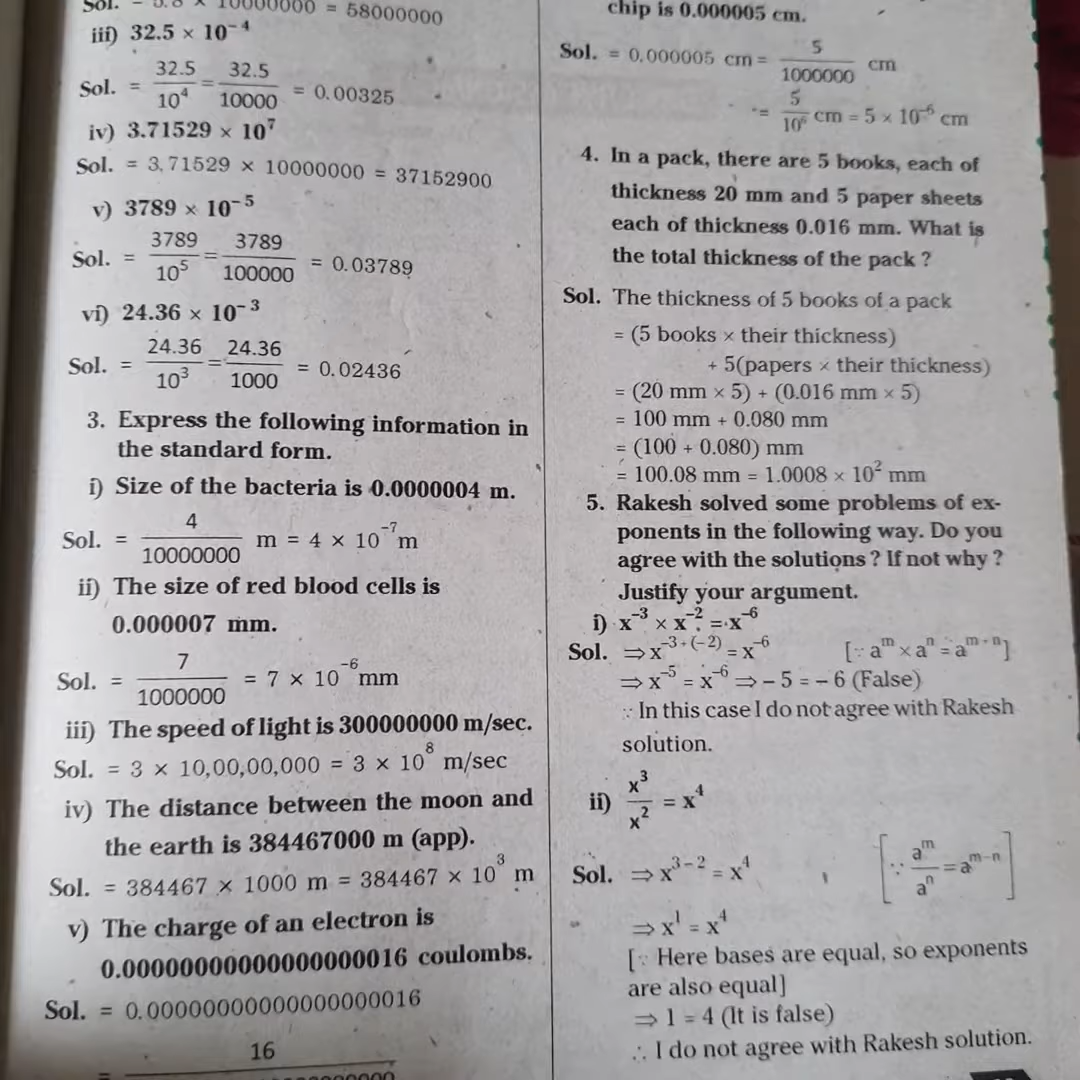 Sol. = 5.8 × 10000000 = 58000000
iii) 32.5 × 10⁻⁴
Sol. = 32.5/10⁴ = 32.5/10000 = 0.00325
iv) 3.71529 × 10⁷
Sol. = 3.71529 × 10000000 = 37152900
v) 3789 × 10⁻⁵
Sol. = 3789/10⁵ = 3789/100000 = 0.03789
vi) 24.36 × 10⁻³
Sol. = 24.36/10³ = 24.36/1000 = 0.02436
3. Express the following information in
the standard form.
i) Size of the bacteria is 0.0000004 m.
Sol. = 4/10000000 m = 4 × 10⁻⁷ m
ii) The size of red blood cells is
0.000007 mm.
Sol. = 7/1000000 = 7 × 10⁻⁶ mm
iii) The speed of light is 300000000 m/sec.
Sol. = 3 × 10,00,00,000 = 3 × 10⁸ m/sec
iv) The distance between the moon and
the earth is 384467000 m (app).
Sol. = 384467 × 1000 m = 384467 × 10³ m
v) The charge of an electron is
0.00000000000000000016 coulombs.
Sol. = 0.00000000000000000016
= 16
chip is 0.000005 cm.
Sol. = 0.000005 cm = 5/1000000 cm
= 5/10⁶ cm = 5 × 10⁻⁶ cm
4. In a pack, there are 5 books, each of
thickness 20 mm and 5 paper sheets
each of thickness 0.016 mm. What is
the total thickness of the pack ?
Sol. The thickness of 5 books of a pack
= (5 books × their thickness)
+ 5(papers × their thickness)
= (20 mm × 5) + (0.016 mm × 5)
= 100 mm + 0.080 mm
= (100 + 0.080) mm
= 100.08 mm = 1.0008 × 10² mm
5. Rakesh solved some problems of ex-
ponents in the following way. Do you
agree with the solutions ? If not why ?
Justify your argument.
i) x⁻³ × x⁻² = x⁻⁶
Sol. ⇒ x⁻³⁺⁽⁻²⁾ = x⁻⁶ [∵ aᵐ × aⁿ = aᵐ⁺ⁿ]
⇒ x⁻⁵ = x⁻⁶ ⇒ – 5 = – 6 (False)
∵ In this case I do not agree with Rakesh
solution.
ii) x³/x² = x⁴
Sol. ⇒ x³⁻² = x⁴ [∵ aᵐ/aⁿ = aᵐ⁻ⁿ]
⇒ x¹ = x⁴
[∵ Here bases are equal, so exponents
are also equal]
⇒ 1 = 4 (It is false)
∴ I do not agree with Rakesh solution.